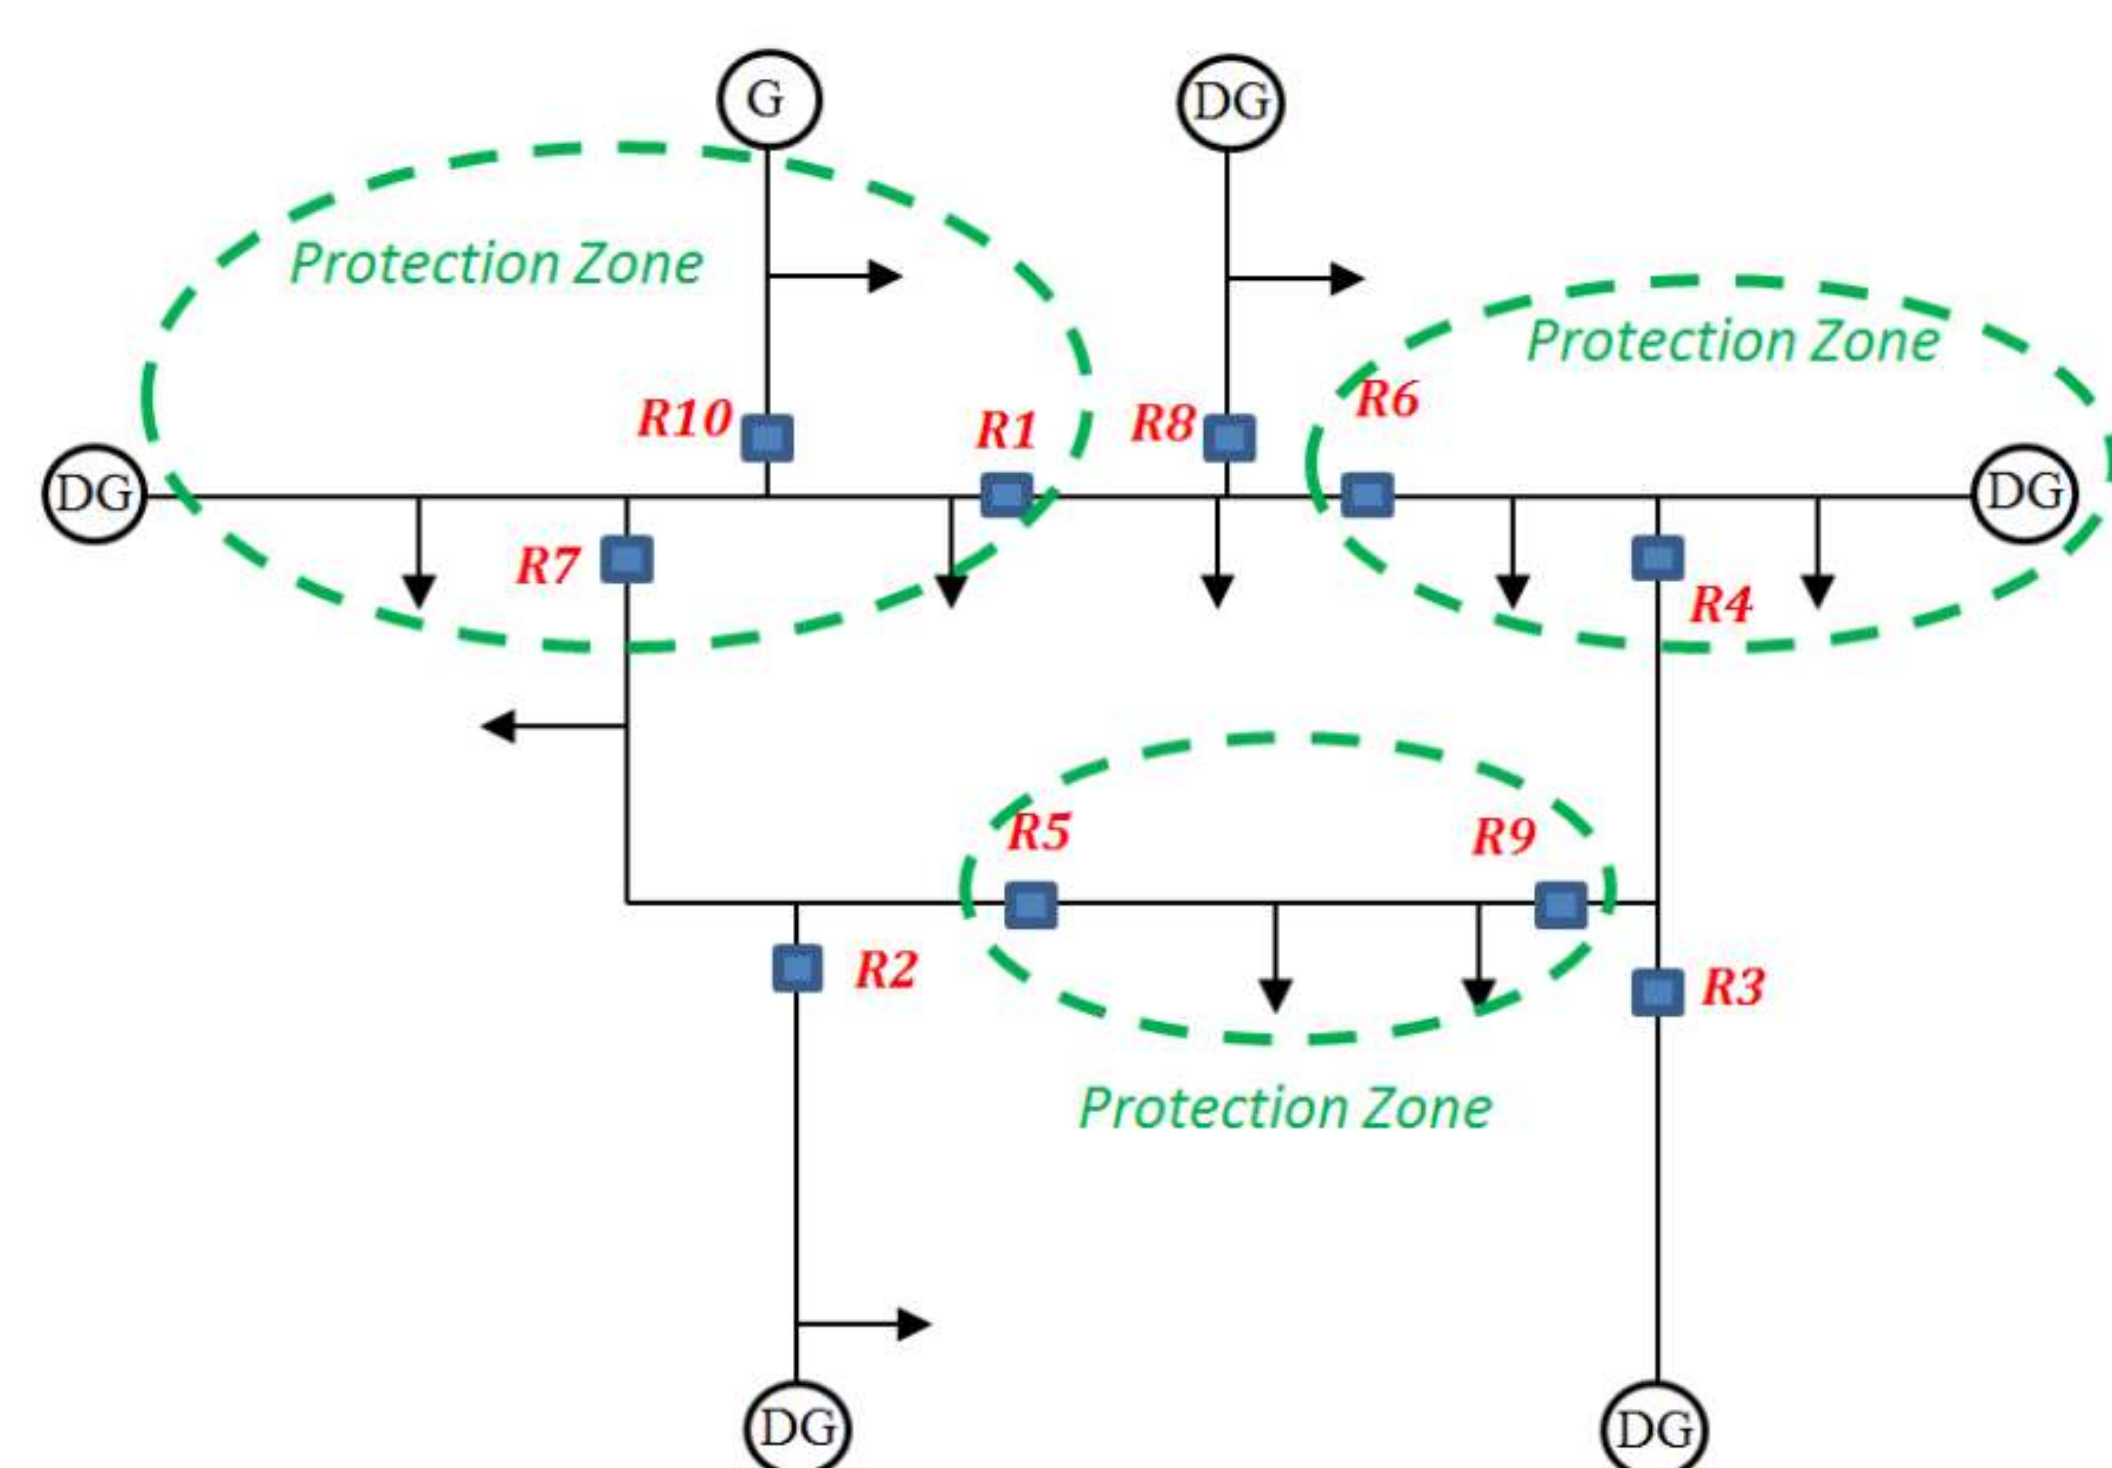 G
DG
Protection Zone
Protection Zone
R6
R10
R1
R8
DG
DG
R7
R4
R5
R9
R2
R3
Protection Zone
DG
DG